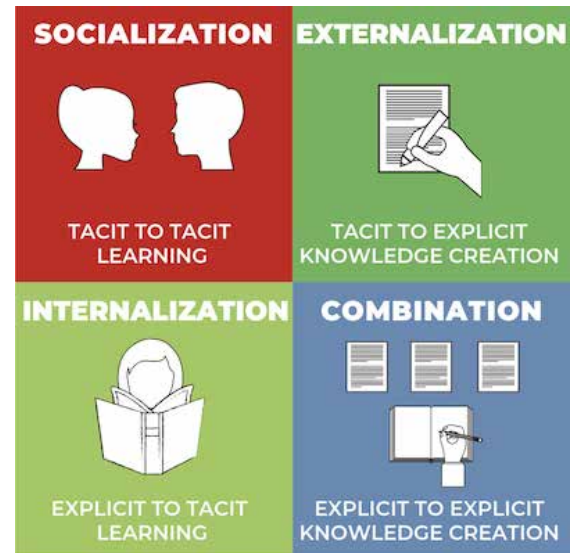 SOCIALIZATION
TACIT TO TACIT
LEARNING
EXTERNALIZATION
TACIT TO EXPLICIT
KNOWLEDGE CREATION
INTERNALIZATION
EXPLICIT TO TACIT
LEARNING
COMBINATION
EXPLICIT TO EXPLICIT
KNOWLEDGE CREATION